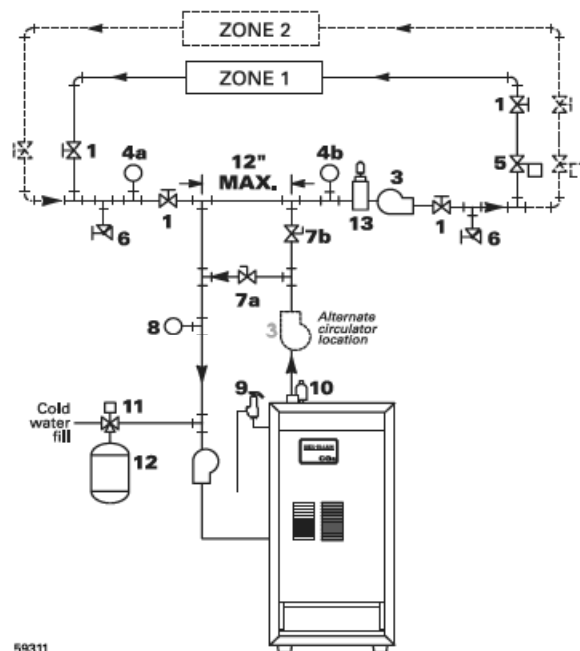 ZONE 2
ZONE 1
1
1
4a
12"
MAX.
4b
5
3
13
1
1
6
6
7b
7a
8
3
Alternate
circulator
location
9
10
11
Cold
water
fill
12
CGa
59311